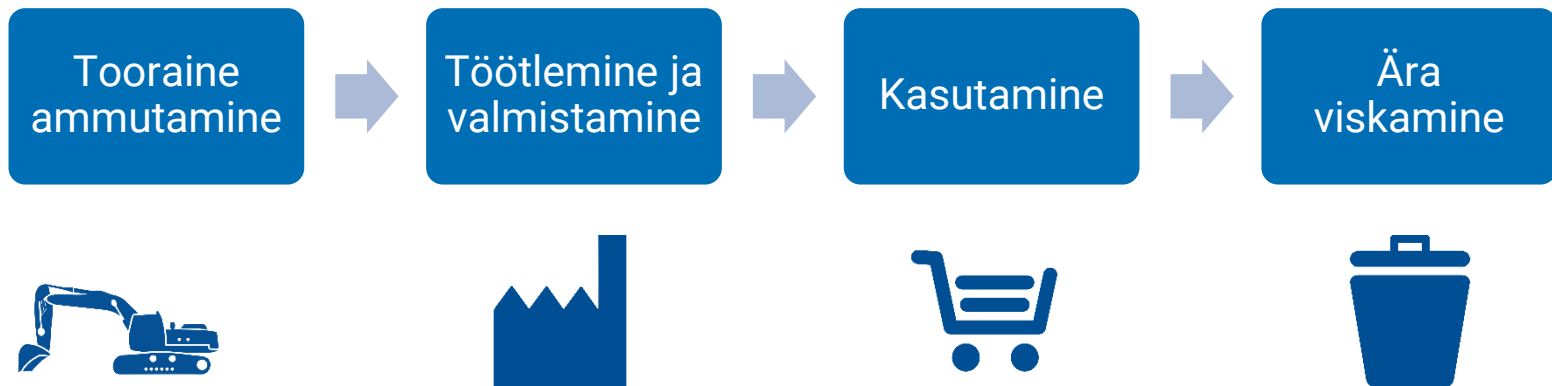 Tooraine
ammutamine
Töötlemine ja
valmistamine
Kasutamine
Ära
viskamine